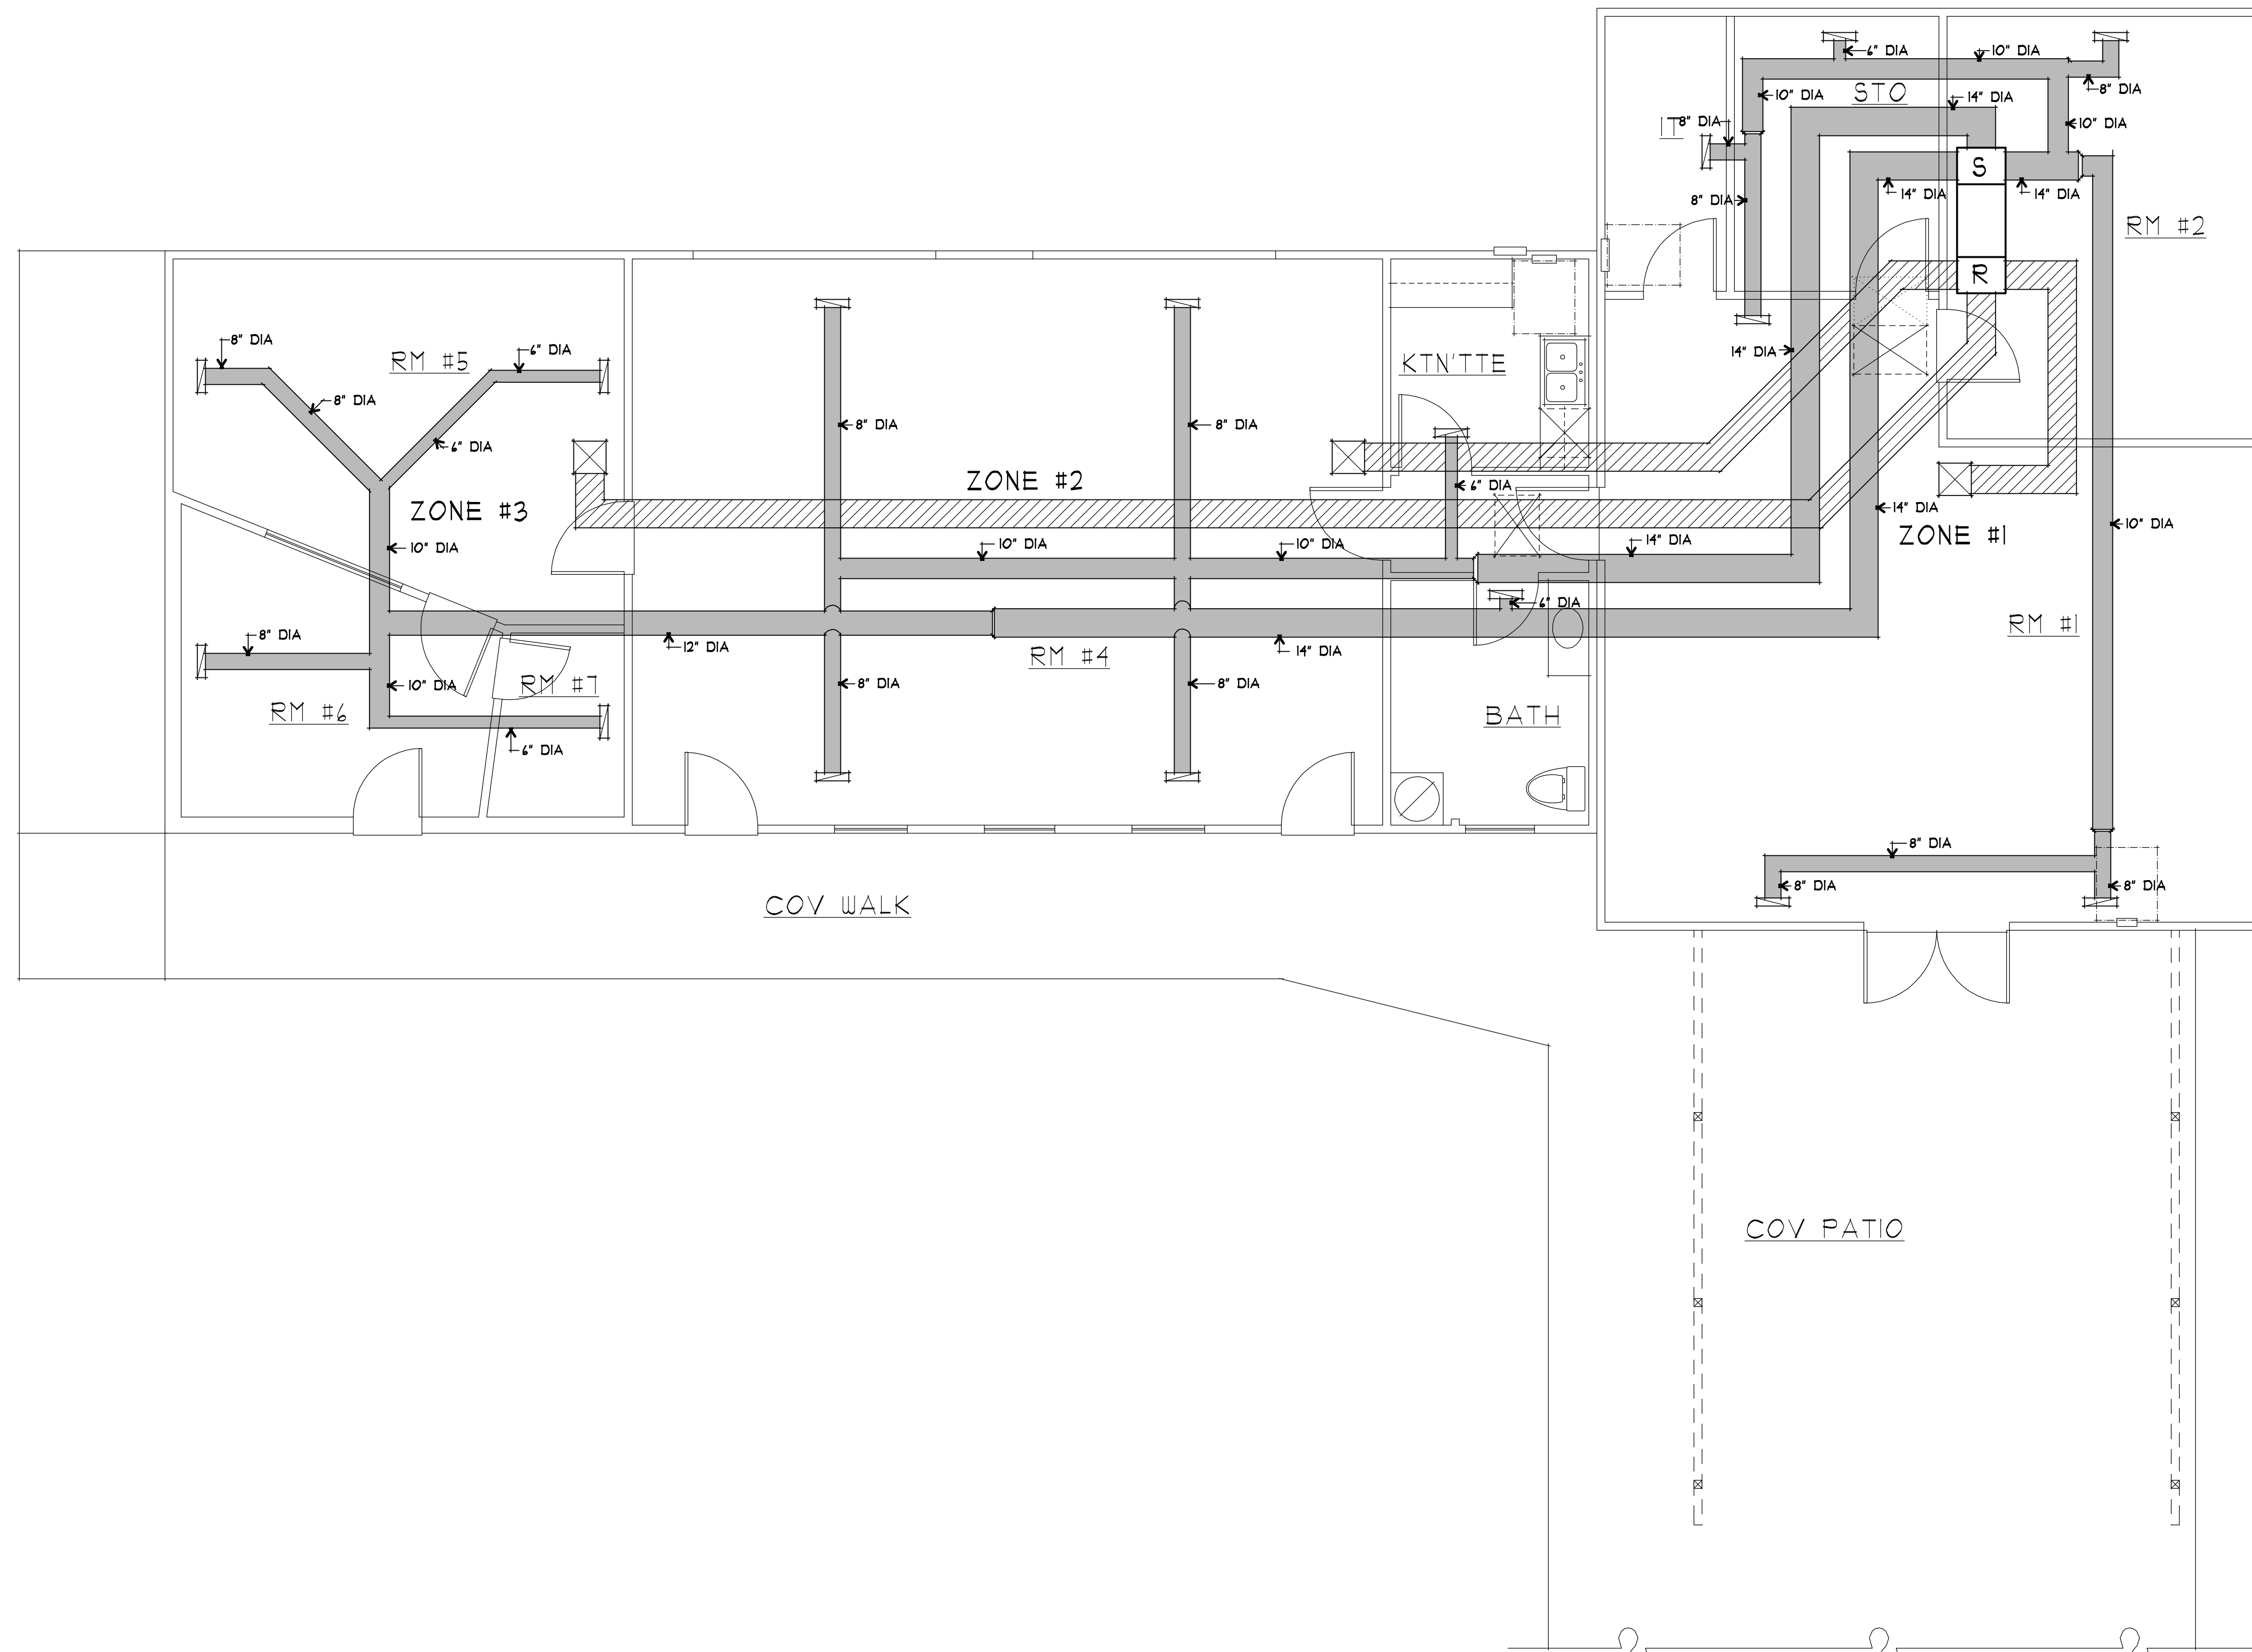 6" DIA
10" DIA
8" DIA
10" DIA
STO
14" DIA
IT
8" DIA
10" DIA
S
14" DIA
14" DIA
8" DIA
RM #2
R
8" DIA
RM #5
6" DIA
KTN'TTE
14" DIA
8" DIA
6" DIA
8" DIA
8" DIA
ZONE #2
6" DIA
ZONE #3
14" DIA
ZONE #1
10" DIA
10" DIA
10" DIA
10" DIA
14" DIA
6" DIA
8" DIA
12" DIA
RM #4
14" DIA
RM #1
10" DIA
RM #7
8" DIA
8" DIA
RM #6
6" DIA
BATH
8" DIA
8" DIA
8" DIA
COV WALK
COV PATIO